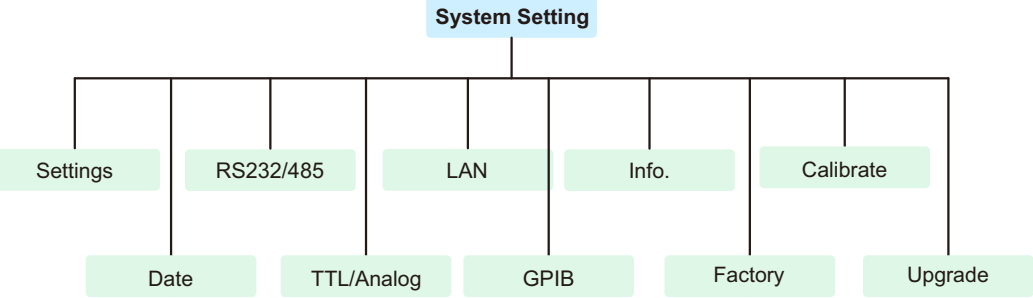 System Setting
Settings
RS232/485
LAN
Info.
Calibrate
Date
TTL/Analog
GPIB
Factory
Upgrade